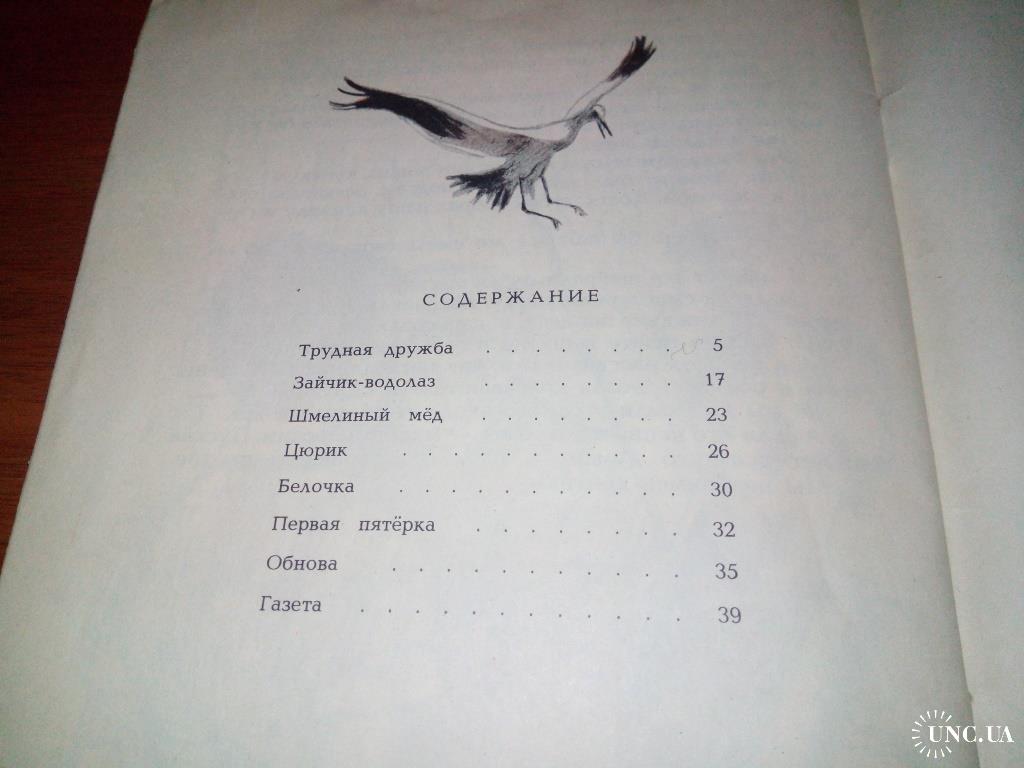 СОДЕРЖАНИЕ
Трудная дружба . . . . . . . . 5
Зайчик-водолаз . . . . . . . . 17
Шмелиный мёд . . . . . . . . 23
Цюрик . . . . . . . . . . . 26
Белочка . . . . . . . . . . . 30
Первая пятёрка . . . . . . . . 32
Обнова . . . . . . . . . . . 35
Газета . . . . . . . . . . . . 39
UNC.UA